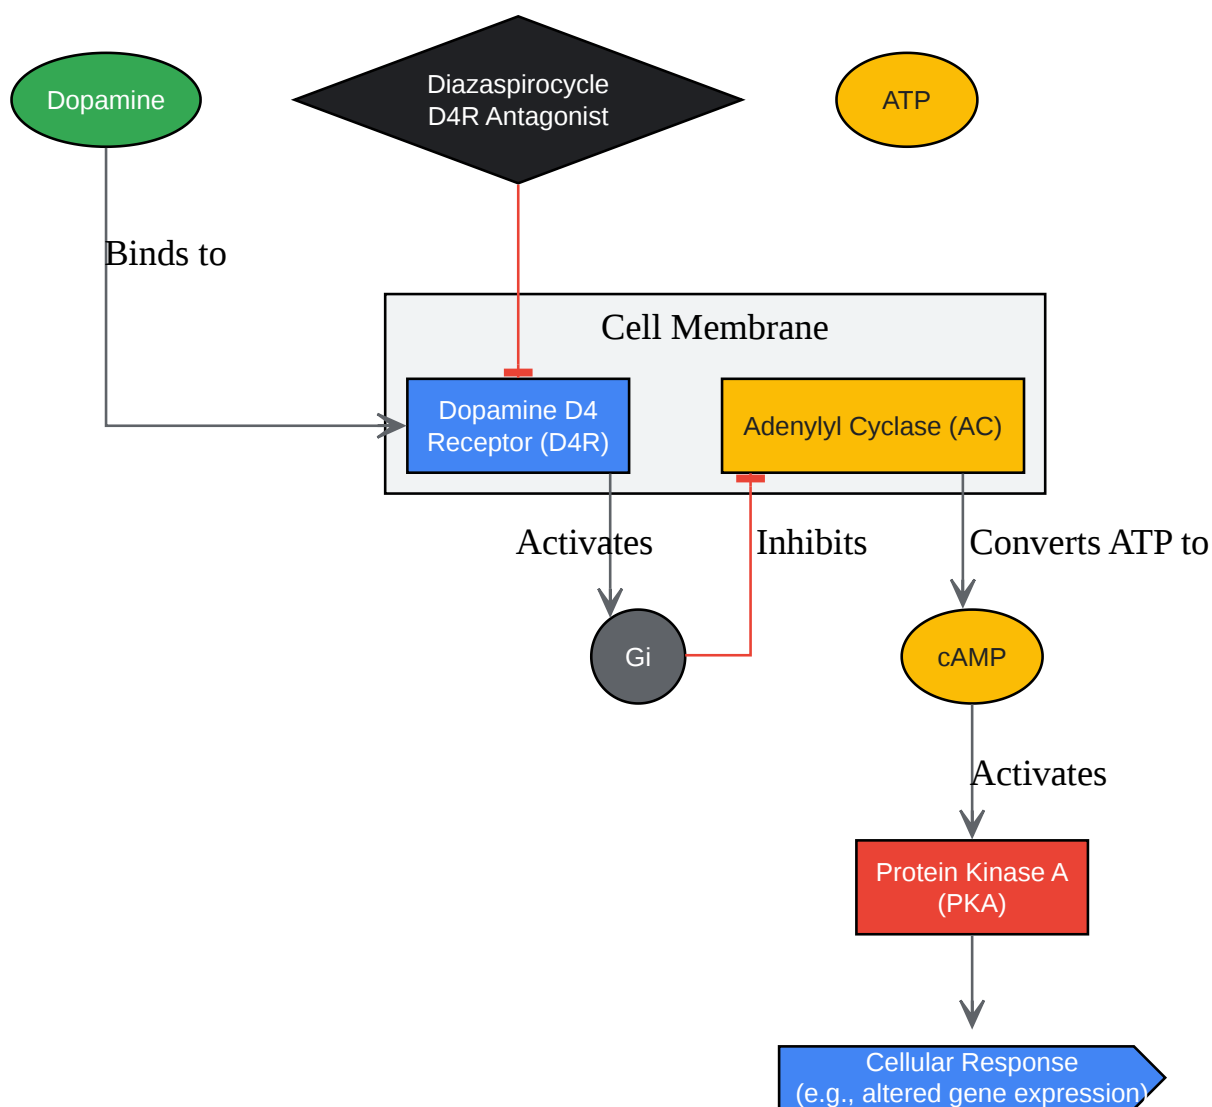 Dopamine
Diazaspirocycle
D4R Antagonist
ATP
Binds to
Cell Membrane
Dopamine D4
Receptor (D4R)
Adenylyl Cyclase (AC)
Activates
Inhibits
Converts ATP to
Gi
cAMP
Activates
Protein Kinase A
(PKA)
Cellular Response
(e.g., altered gene expression)